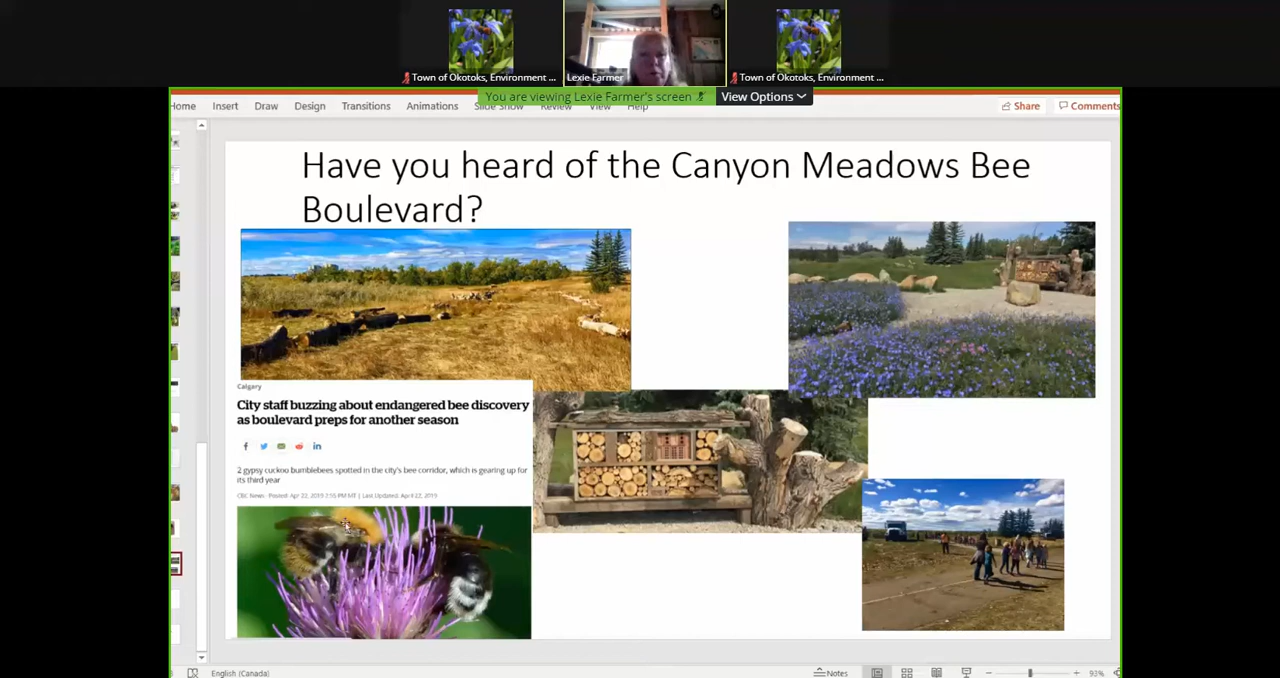 Town of Okotoks, Environment ...
Lexie Farmer
Town of Okotoks, Environment ...
You are viewing Lexie Farmer's screen
View Options
Home Insert Draw Design Transitions Animations Slide Show Review View Help
Share
Comments
Have you heard of the Canyon Meadows Bee
Boulevard?
Calgary
City staff buzzing about endangered bee discovery
as boulevard preps for another season
2 gypsy cuckoo bumblebees spotted in the city's bee corridor, which is gearing up for
its third year
CBC News · Posted: Apr 22, 2019 2:16 PM MT | Last Updated: April 22, 2019
English (Canada)
Notes
93%